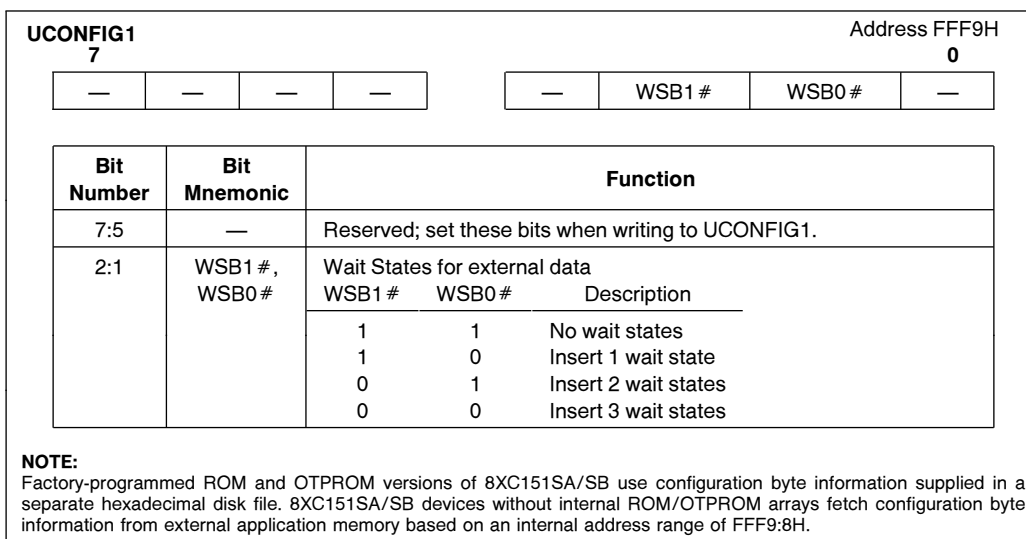 UCONFIG1 Address FFF9H
7 0
— — — — — WSB1# WSB0# —
Bit Number Bit Mnemonic Function
7:5 — Reserved; set these bits when writing to UCONFIG1.
2:1 WSB1#, Wait States for external data
WSB0# WSB1# WSB0# Description
1 1 No wait states
1 0 Insert 1 wait state
0 1 Insert 2 wait states
0 0 Insert 3 wait states
NOTE:
Factory-programmed ROM and OTPROM versions of 8XC151SA/SB use configuration byte information supplied in a
separate hexadecimal disk file. 8XC151SA/SB devices without internal ROM/OTPROM arrays fetch configuration byte
information from external application memory based on an internal address range of FFF9:8H.